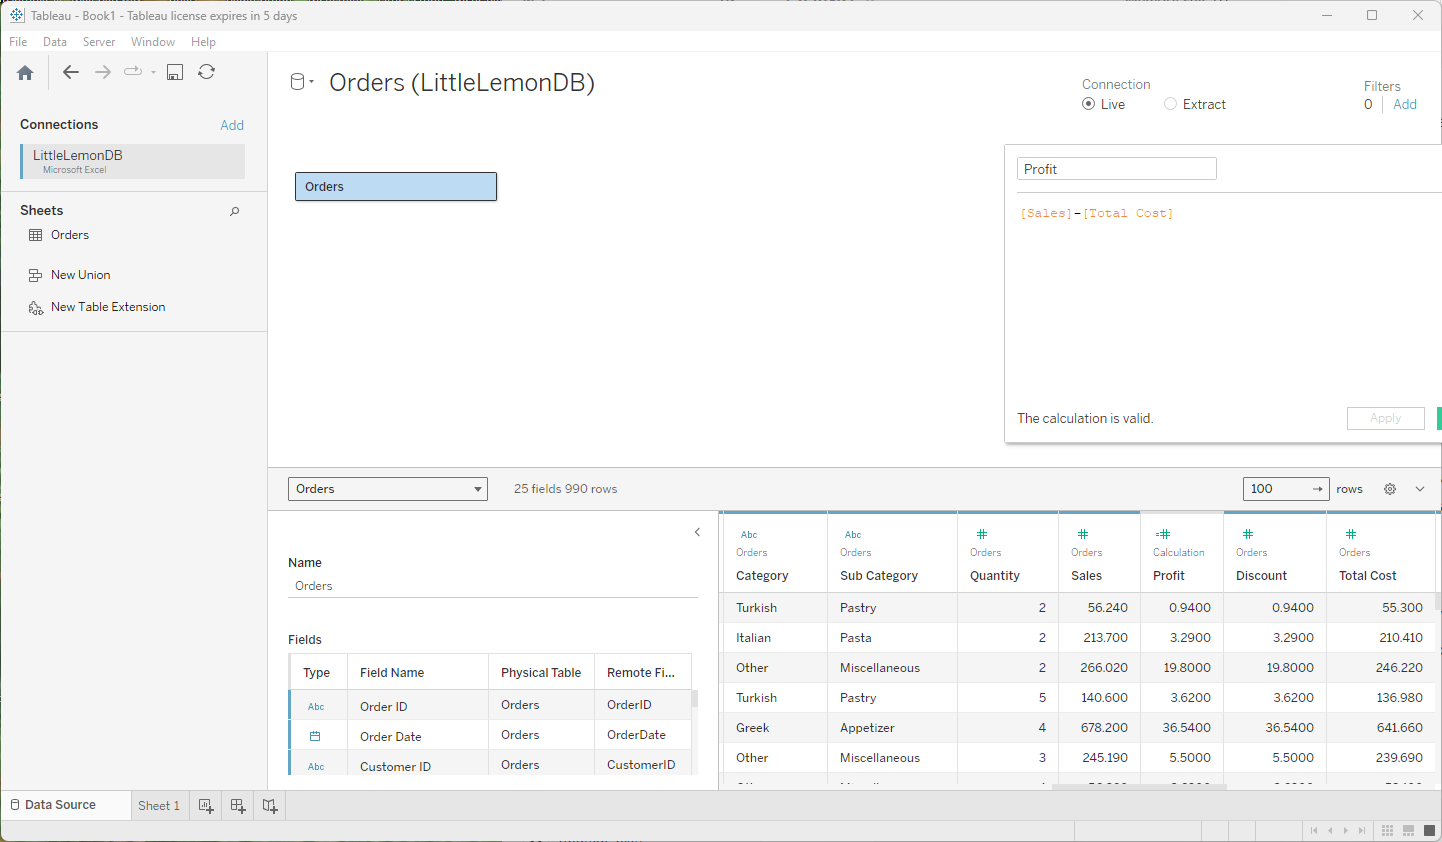 Tableau - Book1 - Tableau license expires in 5 days
File Data Server Window Help
Orders (LittleLemonDB)
Connection
Live Extract
Filters
0 Add
Connections Add
LittleLemonDB
Microsoft Excel
Sheets
Orders
New Union
New Table Extension
Orders
Profit
[Sales]-[Total Cost]
The calculation is valid.
Apply
Orders
25 fields 990 rows
100 rows
Name
Orders
Fields
Type Field Name Physical Table Remote Fi...
Abc Order ID Orders OrderID
Order Date Orders OrderDate
Abc Customer ID Orders CustomerID
Abc Abc
Orders Orders Orders Orders Calculation Orders Orders
Category Sub Category Quantity Sales Profit Discount Total Cost
Turkish Pastry 2 56.240 0.9400 0.9400 55.300
Italian Pasta 2 213.700 3.2900 3.2900 210.410
Other Miscellaneous 2 266.020 19.8000 19.8000 246.220
Turkish Pastry 5 140.600 3.6200 3.6200 136.980
Greek Appetizer 4 678.200 36.5400 36.5400 641.660
Other Miscellaneous 3 245.190 5.5000 5.5000 239.690
Data Source Sheet 1